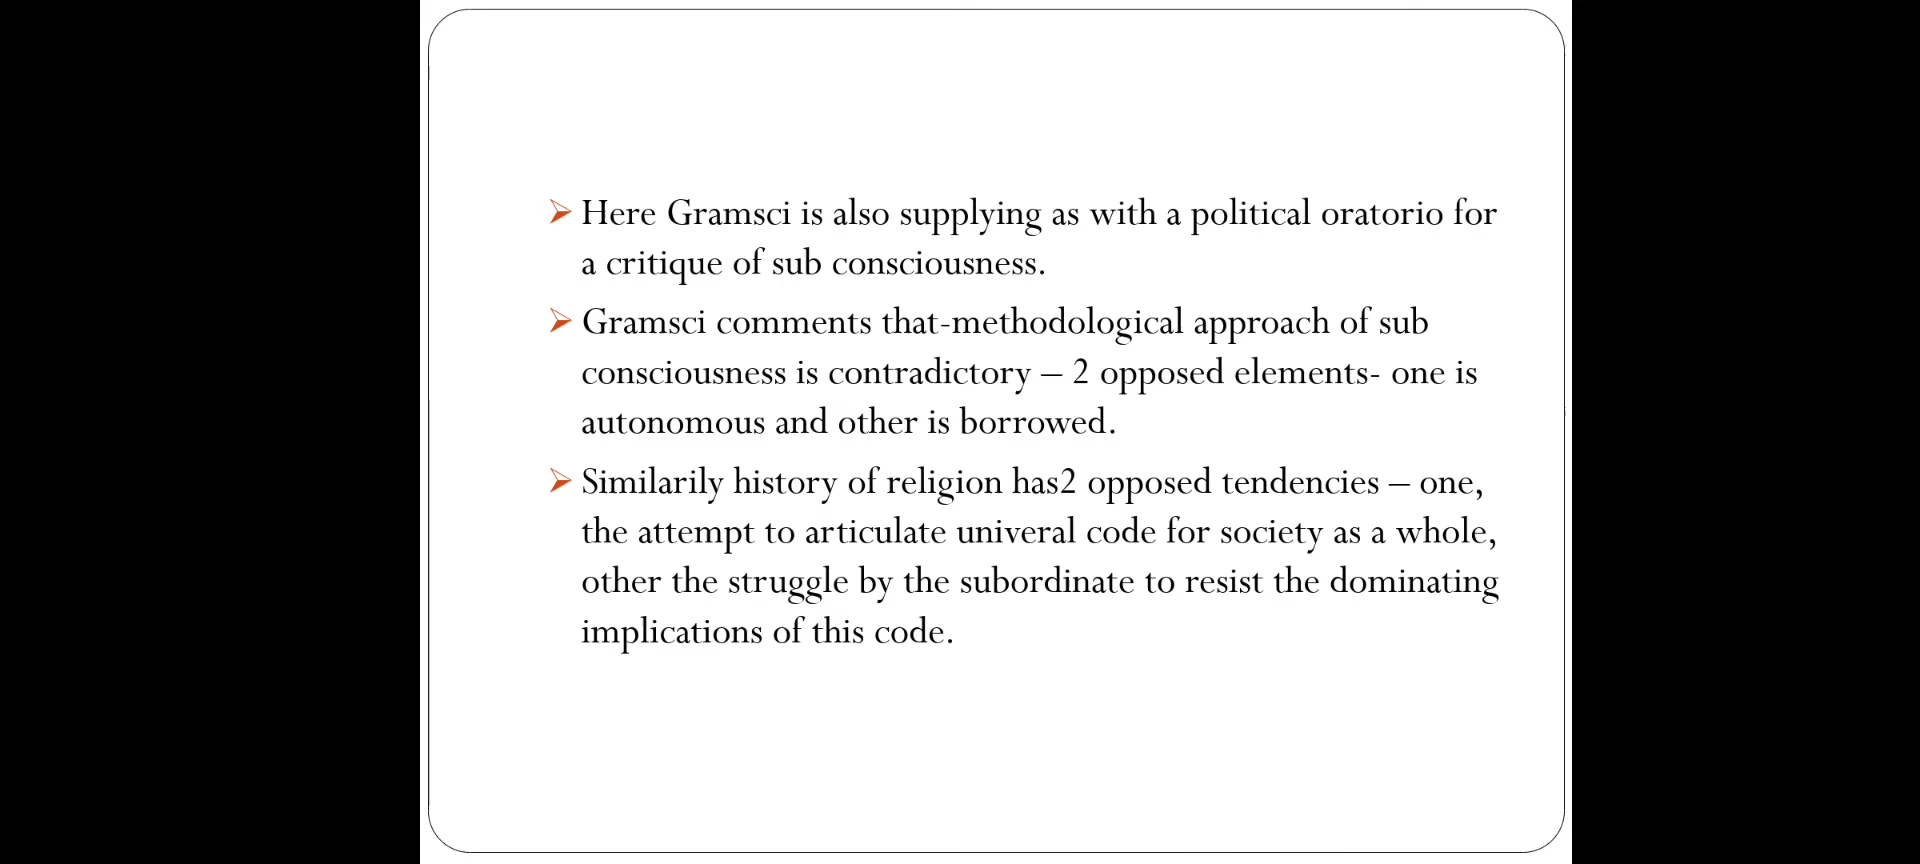 Here Gramsci is also supplying as with a political oratorio for
a critique of sub consciousness.
Gramsci comments that-methodological approach of sub
consciousness is contradictory – 2 opposed elements- one is
autonomous and other is borrowed.
Similarily history of religion has2 opposed tendencies – one,
the attempt to articulate univeral code for society as a whole,
other the struggle by the subordinate to resist the dominating
implications of this code.